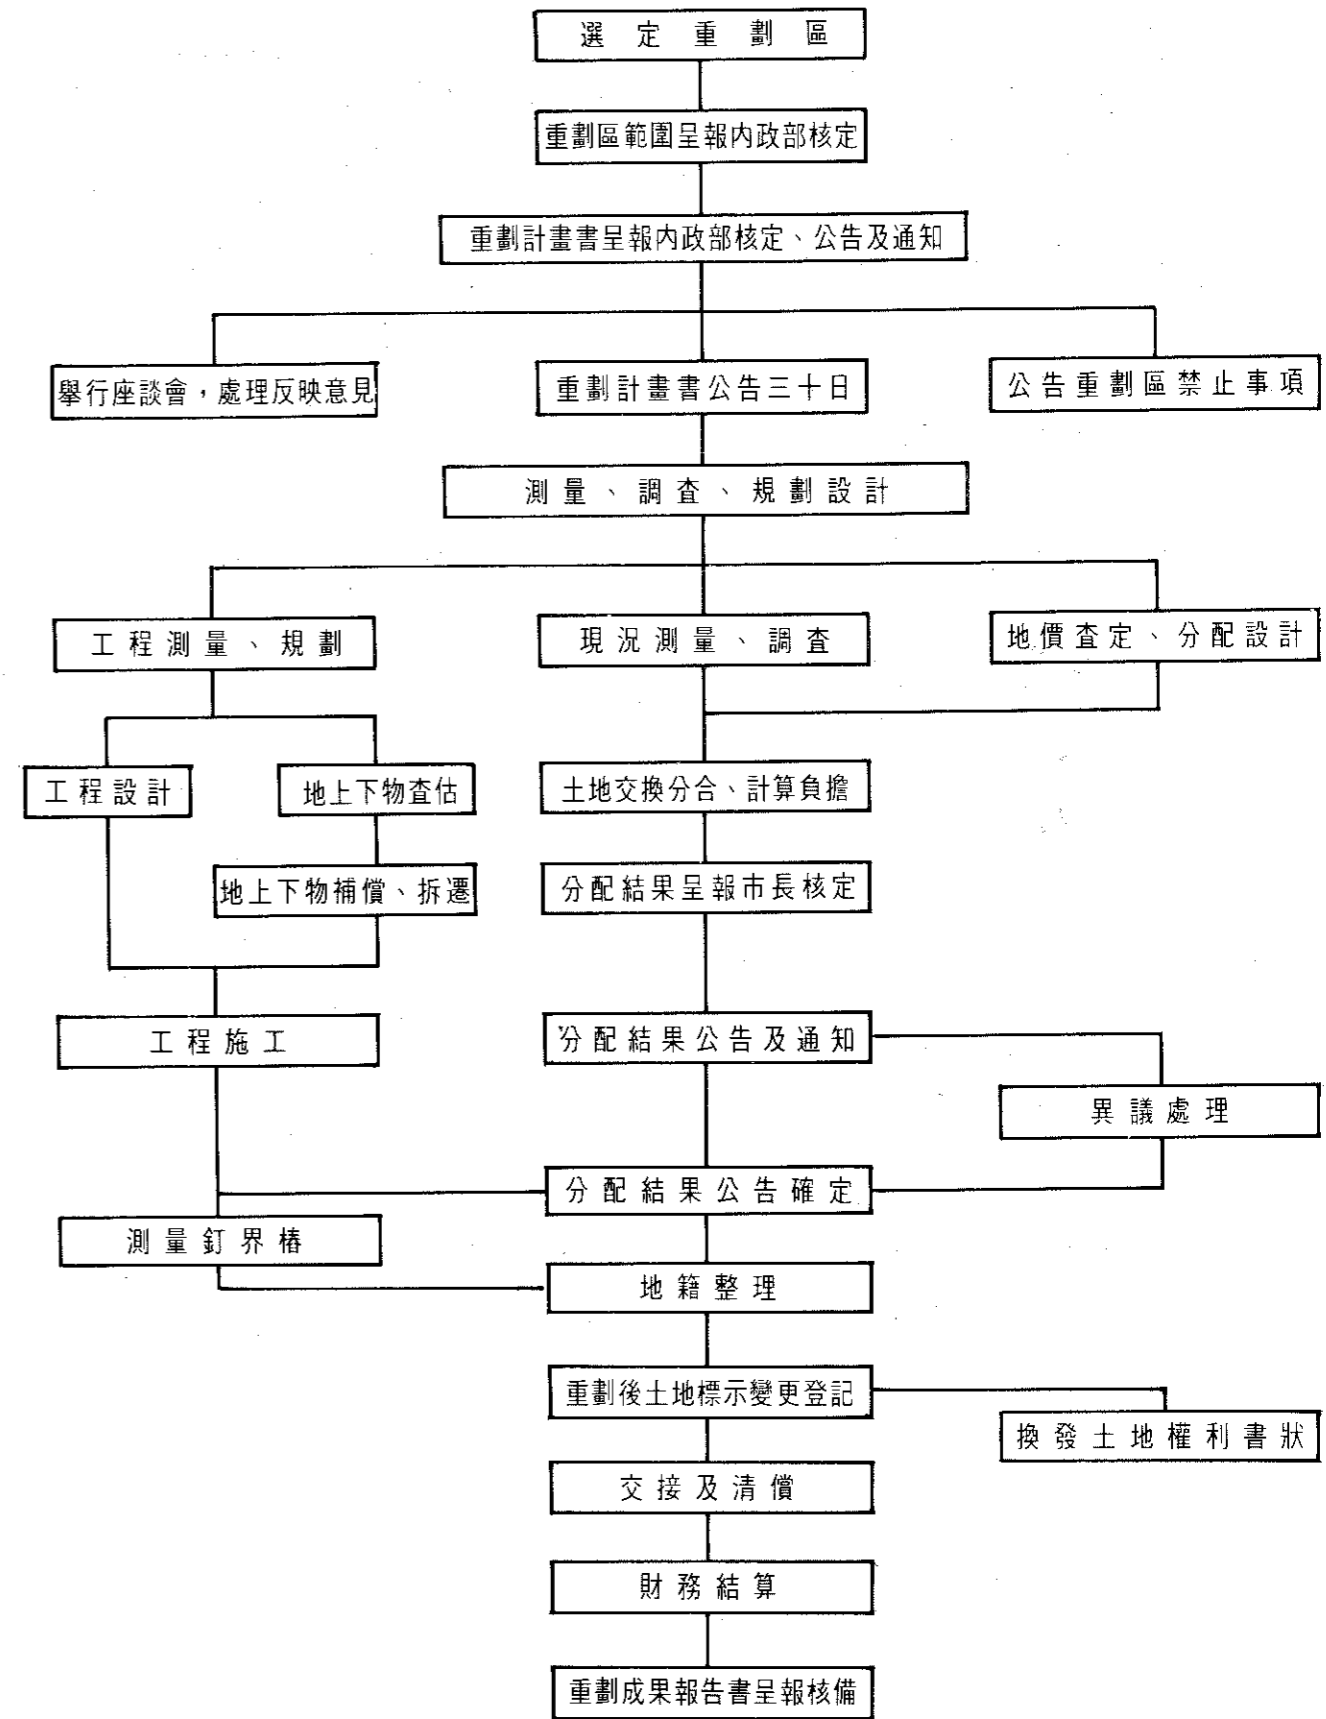 選定重劃區
重劃區範圍呈報内政部核定
重劃計畫書呈報内政部核定、公告及通知
舉行座談會，處理反映意見
重劃計畫書公告三十日
公告重劃區禁止事項
測量、調查、規劃設計
工程測量、規劃
現況測量、調查
地價查定、分配設計
工程設計
地上下物查估
土地交換分合、計算負擔
地上下物補償、拆遷
分配結果呈報市長核定
工程施工
分配結果公告及通知
異議處理
分配結果公告確定
測量釘界樁
地籍整理
重劃後土地標示變更登記
換發土地權利書狀
交接及清償
財務結算
重劃成果報告書呈報核備